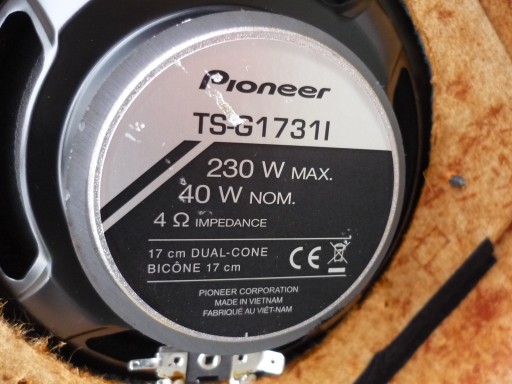 Pioneer
TS-G1731I
230 W MAX.
40 W NOM.
4 Ω IMPEDANCE
17 cm DUAL-CONE
BICÔNE 17 cm
CE
PIONEER CORPORATION
MADE IN VIETNAM
FABRIQUÉ AU VIÊT-NAM